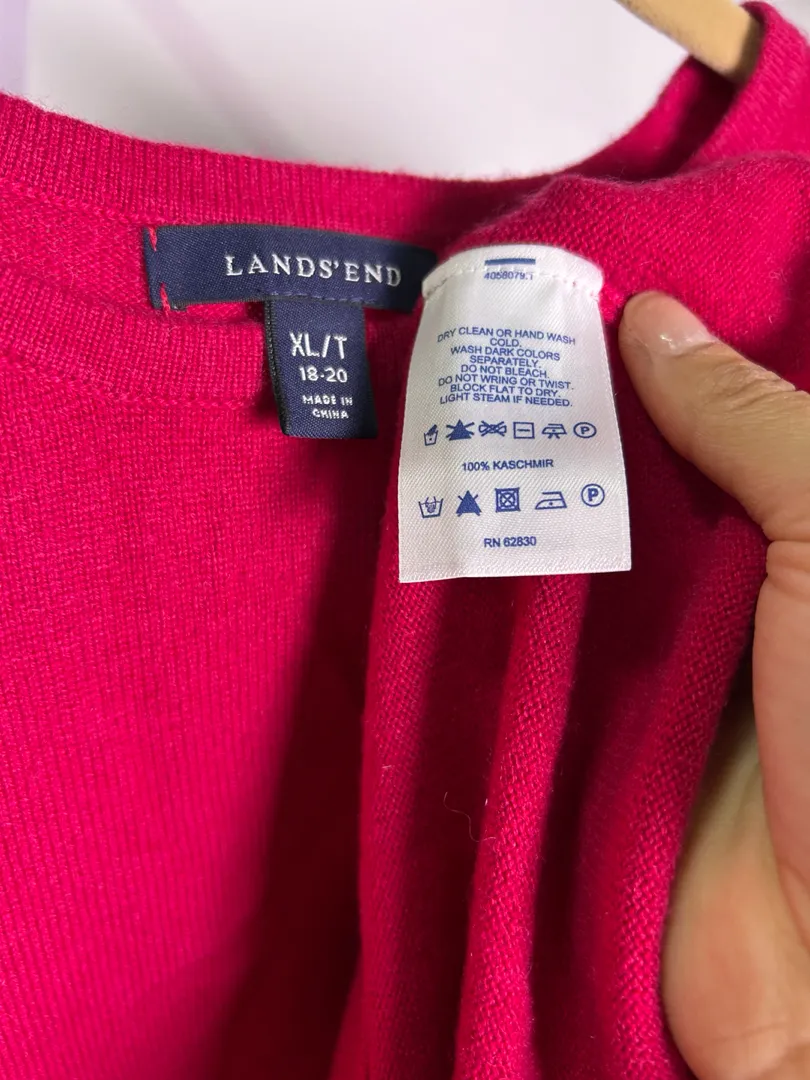 LANDS'END
XL/T
18-20
MADE IN
CHINA
4058079:1
DRY CLEAN OR HAND WASH
COLD.
WASH DARK COLORS
SEPARATELY.
DO NOT BLEACH.
DO NOT WRING OR TWIST.
BLOCK FLAT TO DRY.
LIGHT STEAM IF NEEDED.
P
100% KASCHMIR
P
RN 62830